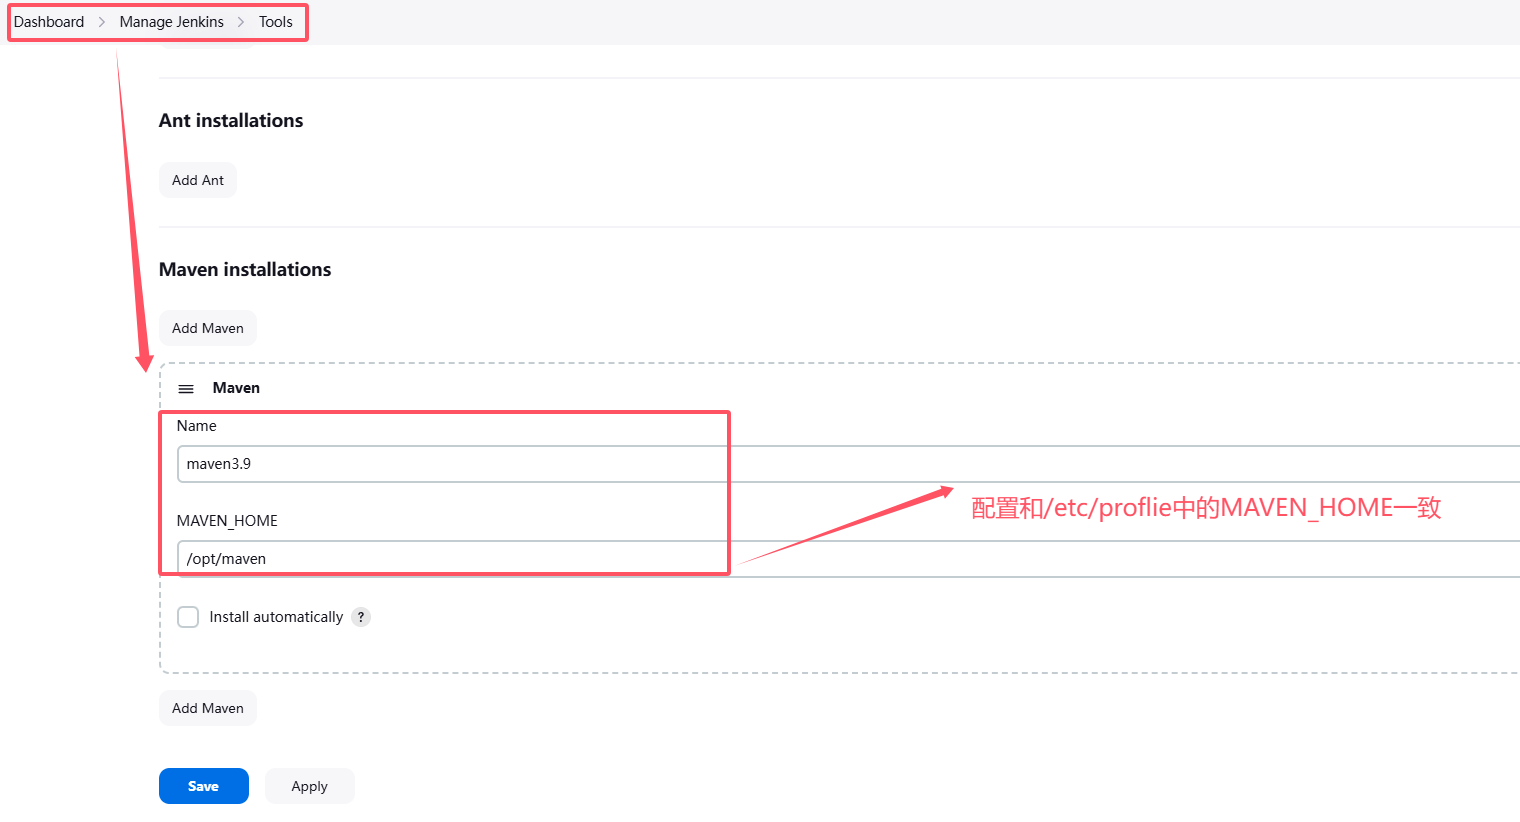 Dashboard > Manage Jenkins > Tools
Ant installations
Add Ant
Maven installations
Add Maven
Maven
Name
maven3.9
配置和/etc/proflie中的MAVEN_HOME一致
MAVEN_HOME
/opt/maven
Install automatically ?
Add Maven
Save Apply